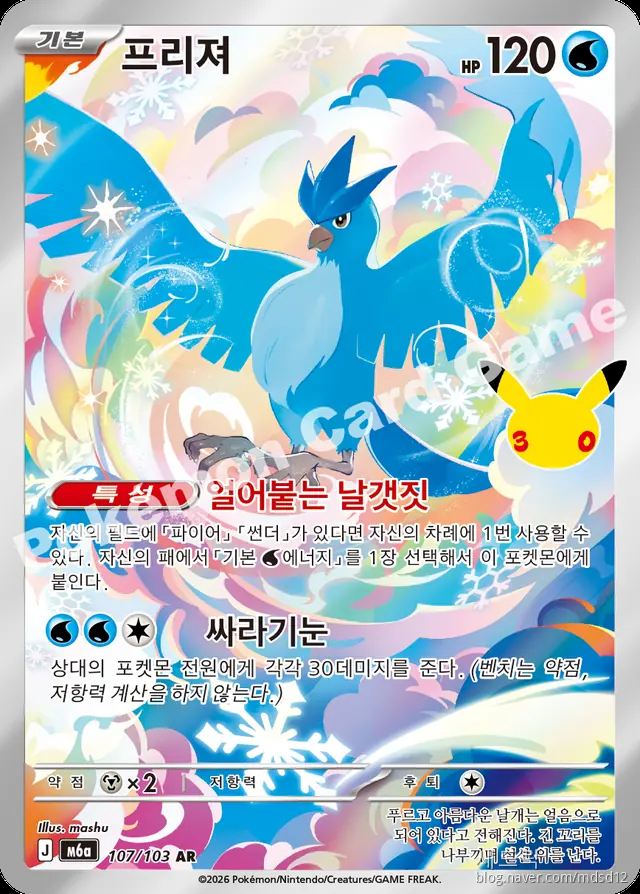 기본 프리져 HP 120
Pokémon Card Game
3 0
특성 얼어붙는 날갯짓
자신의 필드에 「파이어」 「썬더」가 있다면 자신의 차례에 1번 사용할 수
있다. 자신의 패에서 「기본 에너지」를 1장 선택해서 이 포켓몬에게
붙인다.
싸라기눈
상대의 포켓몬 전원에게 각각 30데미지를 준다. (벤치는 약점,
저항력 계산을 하지 않는다.)
약점 ×2 저항력 후퇴
Illus. mashu
J m6a 107/103 AR
푸르고 아름다운 날개는 얼음으로
되어 있다고 전해진다. 긴 꼬리를
나부끼며 설산 위를 난다.
©2026 Pokémon/Nintendo/Creatures/GAME FREAK.
blog.naver.com/mdsd12